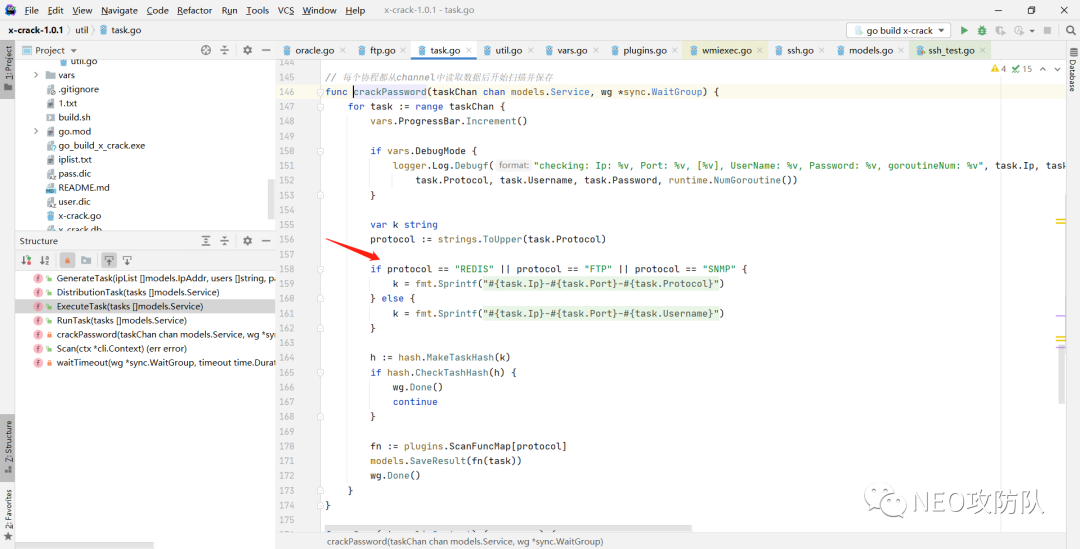 File Edit View Navigate Code Refactor Run Tools VCS Window Help x-crack-1.0.1 - task.go
x-crack-1.0.1 util task.go go build x-crack
Project oracle.go ftp.go task.go util.go vars.go plugins.go wmiexec.go ssh.go models.go ssh_test.go
1: Project
Database
util.go
vars
.gitignore
1.txt
build.sh
go.mod
go_build_x_crack.exe
iplist.txt
pass.dic
README.md
user.dic
x-crack.go
x-crack.db
Structure
GenerateTask(ipList []models.IpAddr, users []string, pa
DistributionTask(tasks []models.Service)
ExecuteTask(tasks []models.Service)
RunTask(tasks []models.Service)
crackPassword(taskChan chan models.Service, wg *syn
Scan(ctx *cli.Context) (err error)
waitTimeout(wg *sync.WaitGroup, timeout time.Durat
Z: Structure
2: Favorites
4 15
144
145 // 每个协程都从channel中读取数据后开始扫描并保存
146 func crackPassword(taskChan chan models.Service, wg *sync.WaitGroup) {
147 for task := range taskChan {
148 vars.ProgressBar.Increment()
149
150 if vars.DebugMode {
151 logger.Log.Debugf( format: "checking: Ip: %v, Port: %v, [%v], UserName: %v, Password: %v, goroutineNum: %v", task.Ip, task
152 task.Protocol, task.Username, task.Password, runtime.NumGoroutine())
153 }
154
155 var k string
156 protocol := strings.ToUpper(task.Protocol)
157
158 if protocol == "REDIS" || protocol == "FTP" || protocol == "SNMP" {
159 k = fmt.Sprintf("#{task.Ip}-#{task.Port}-#{task.Protocol}")
160 } else {
161 k = fmt.Sprintf("#{task.Ip}-#{task.Port}-#{task.Username}")
162 }
163
164 h := hash.MakeTaskHash(k)
165 if hash.CheckTashHash(h) {
166 wg.Done()
167 continue
168 }
169
170 fn := plugins.ScanFuncMap[protocol]
171 models.SaveResult(fn(task))
172 wg.Done()
173 }
174 }
175
crackPassword(taskChan chan models.Service, wg *sync.WaitGroup)
NEO攻防队